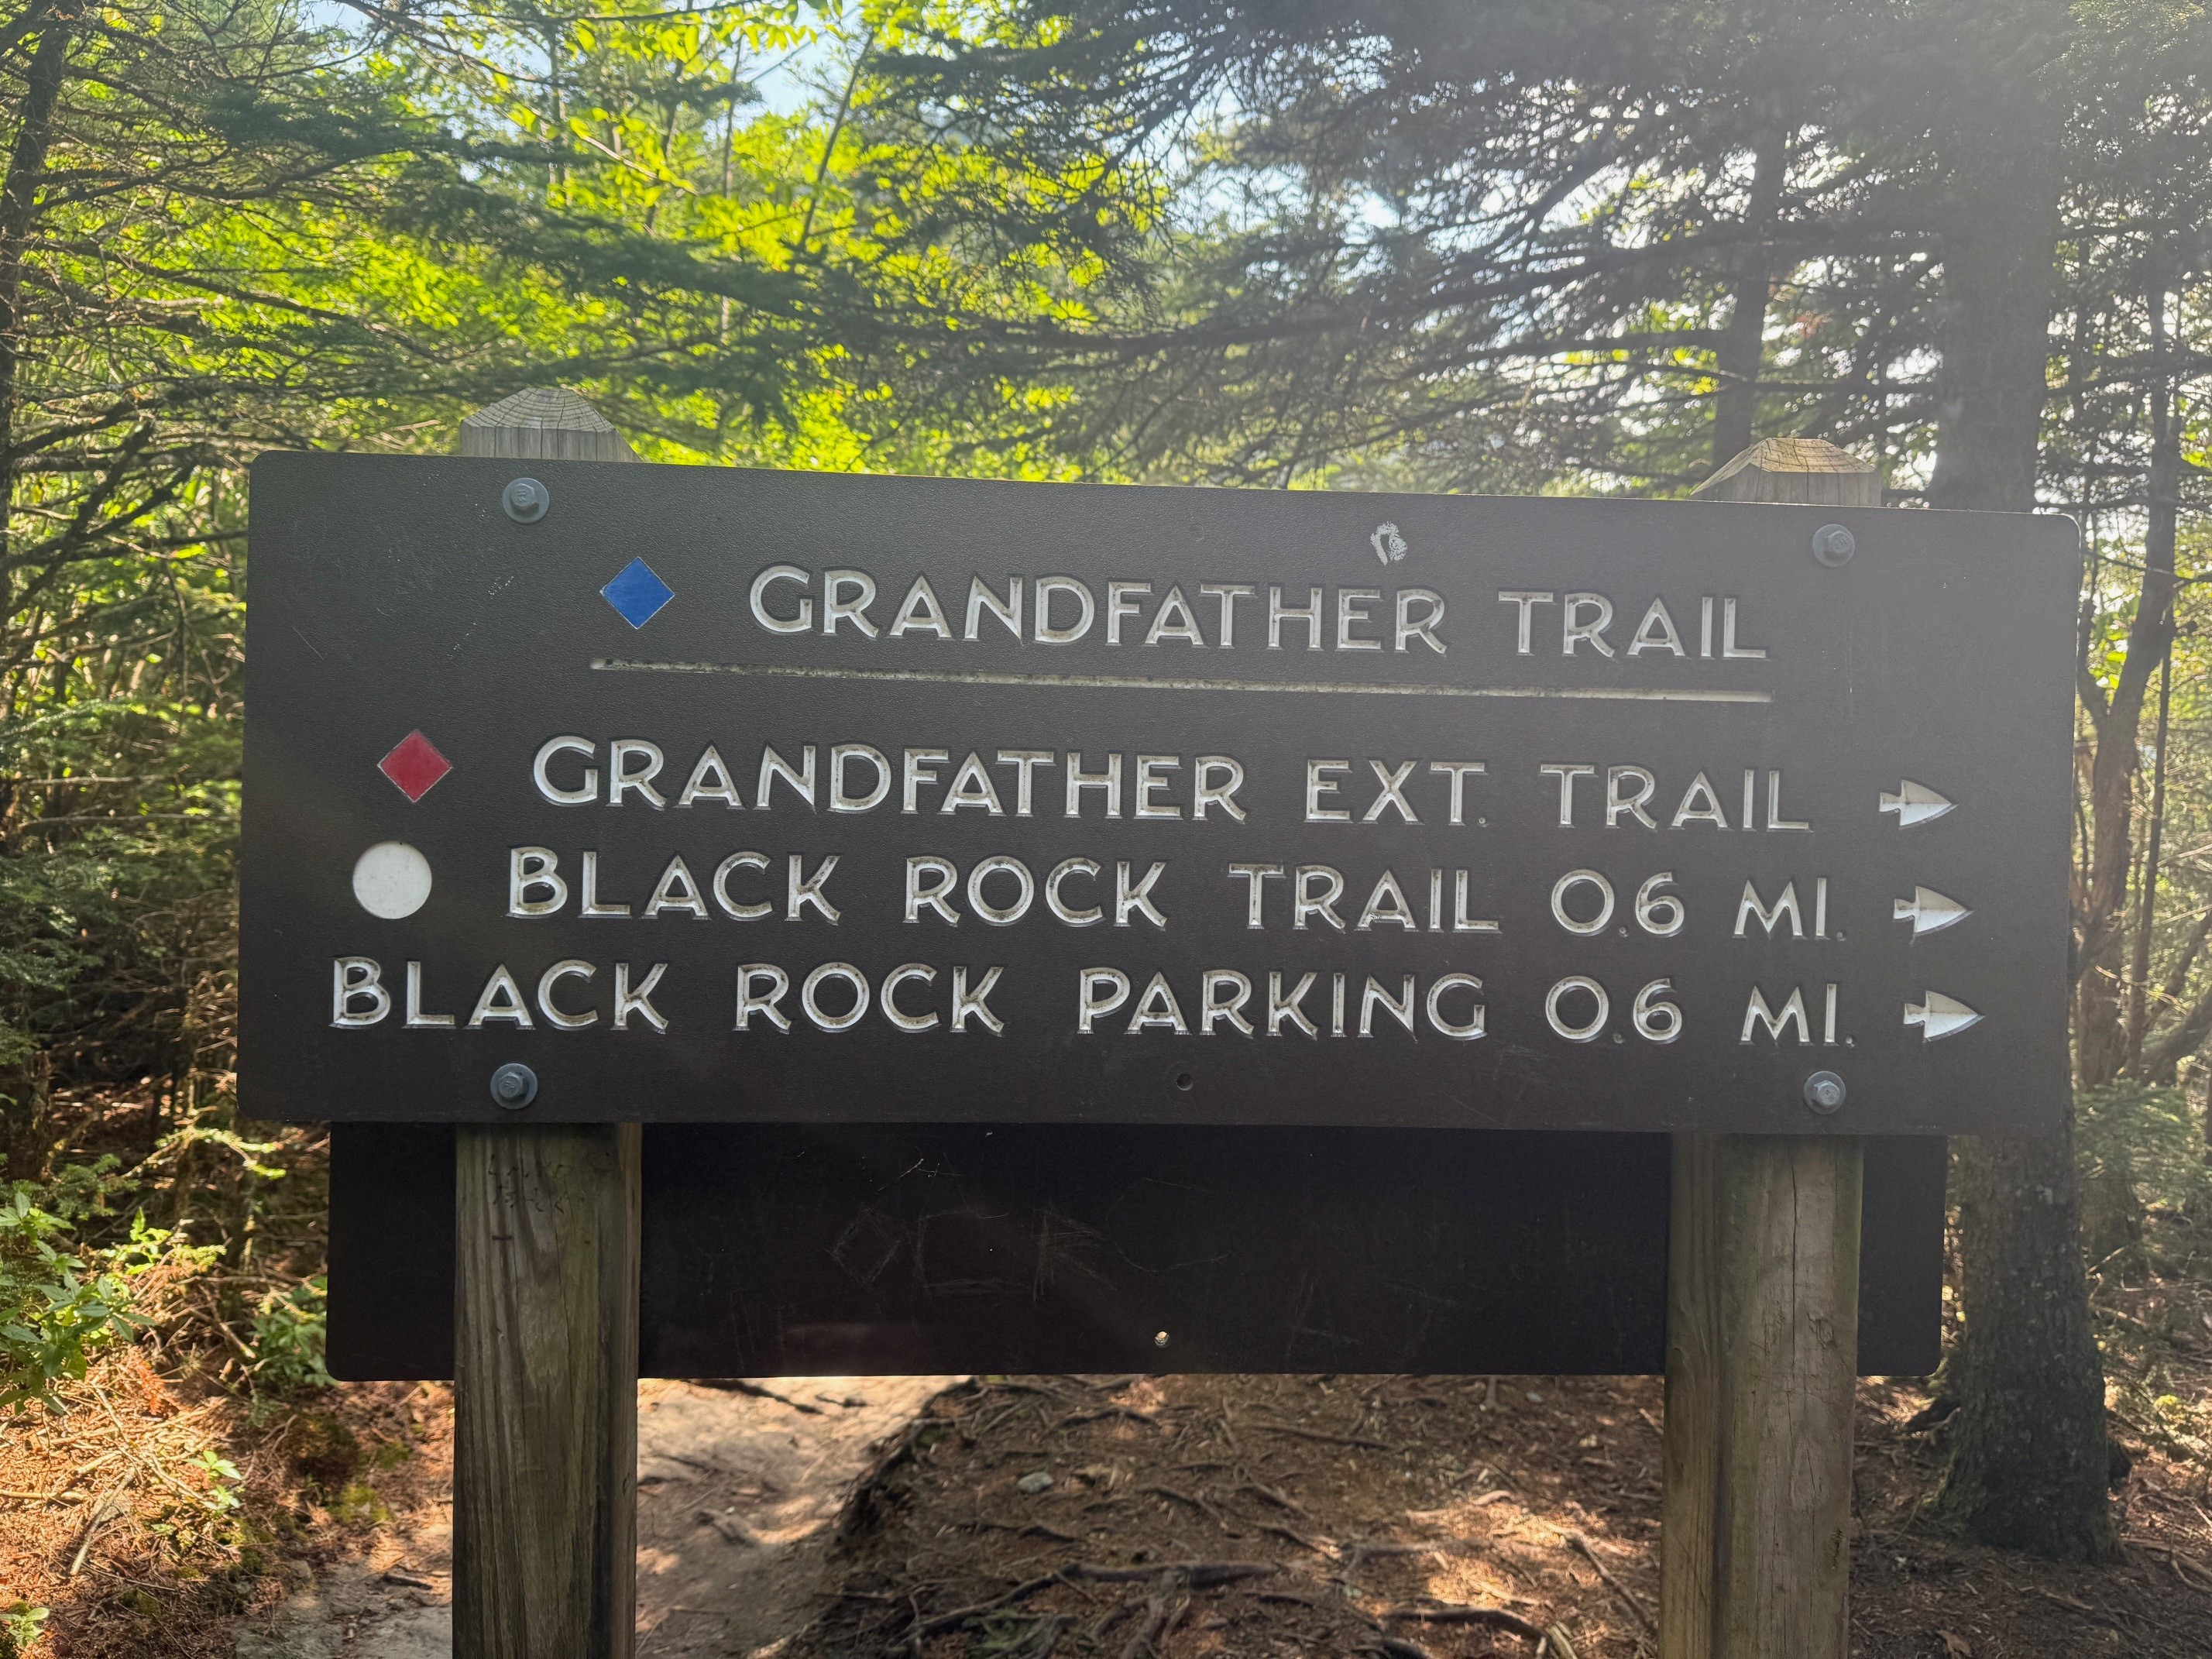 GRANDFATHER TRAIL
GRANDFATHER EXT. TRAIL
BLACK ROCK TRAIL 0.6 MI.
BLACK ROCK PARKING 0.6 MI.